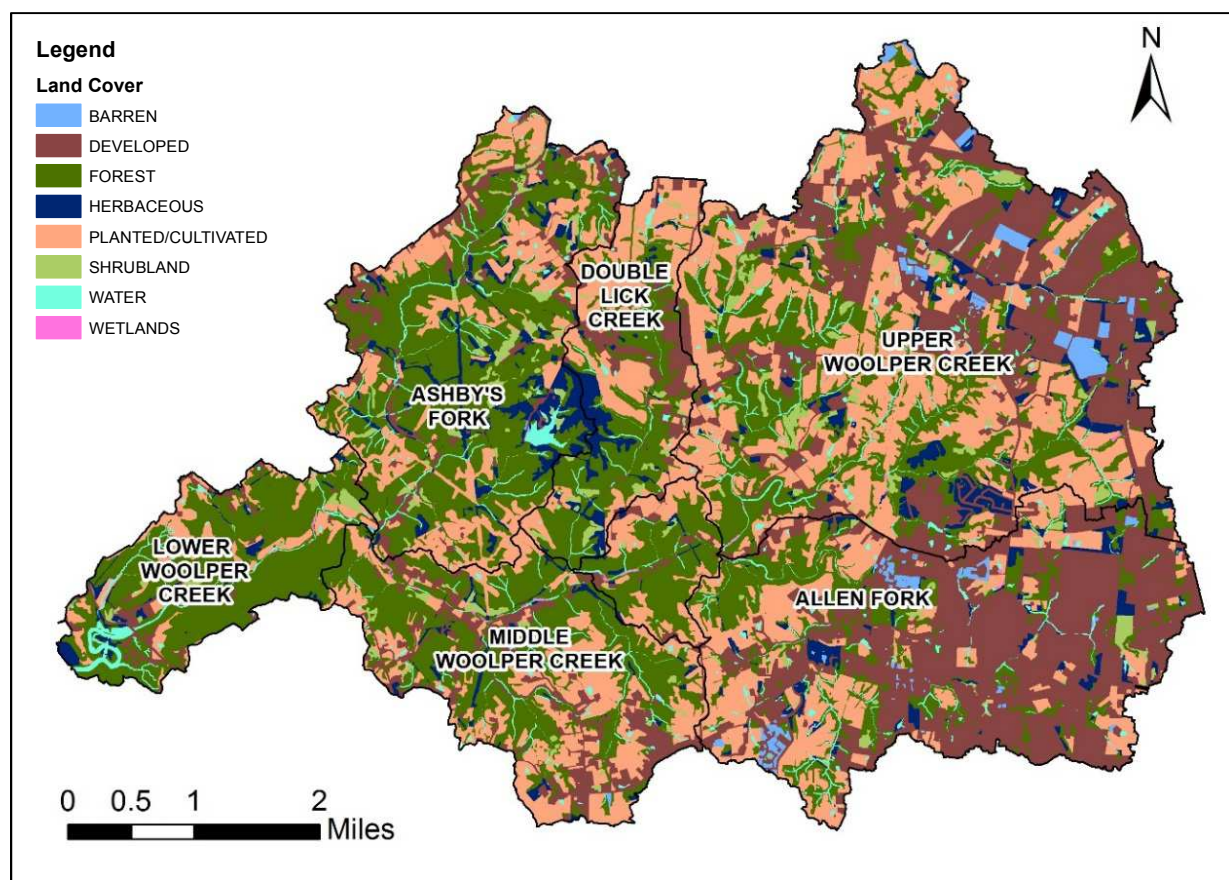 Legend
Land Cover
BARREN
DEVELOPED
FOREST
HERBACEOUS
PLANTED/CULTIVATED
SHRUBLAND
WATER
WETLANDS
N
DOUBLE
LICK
CREEK
UPPER
WOOLPER CREEK
ASHBY'S
FORK
LOWER
WOOLPER
CREEK
ALLEN FORK
MIDDLE
WOOLPER CREEK
0 0.5 1 2
Miles